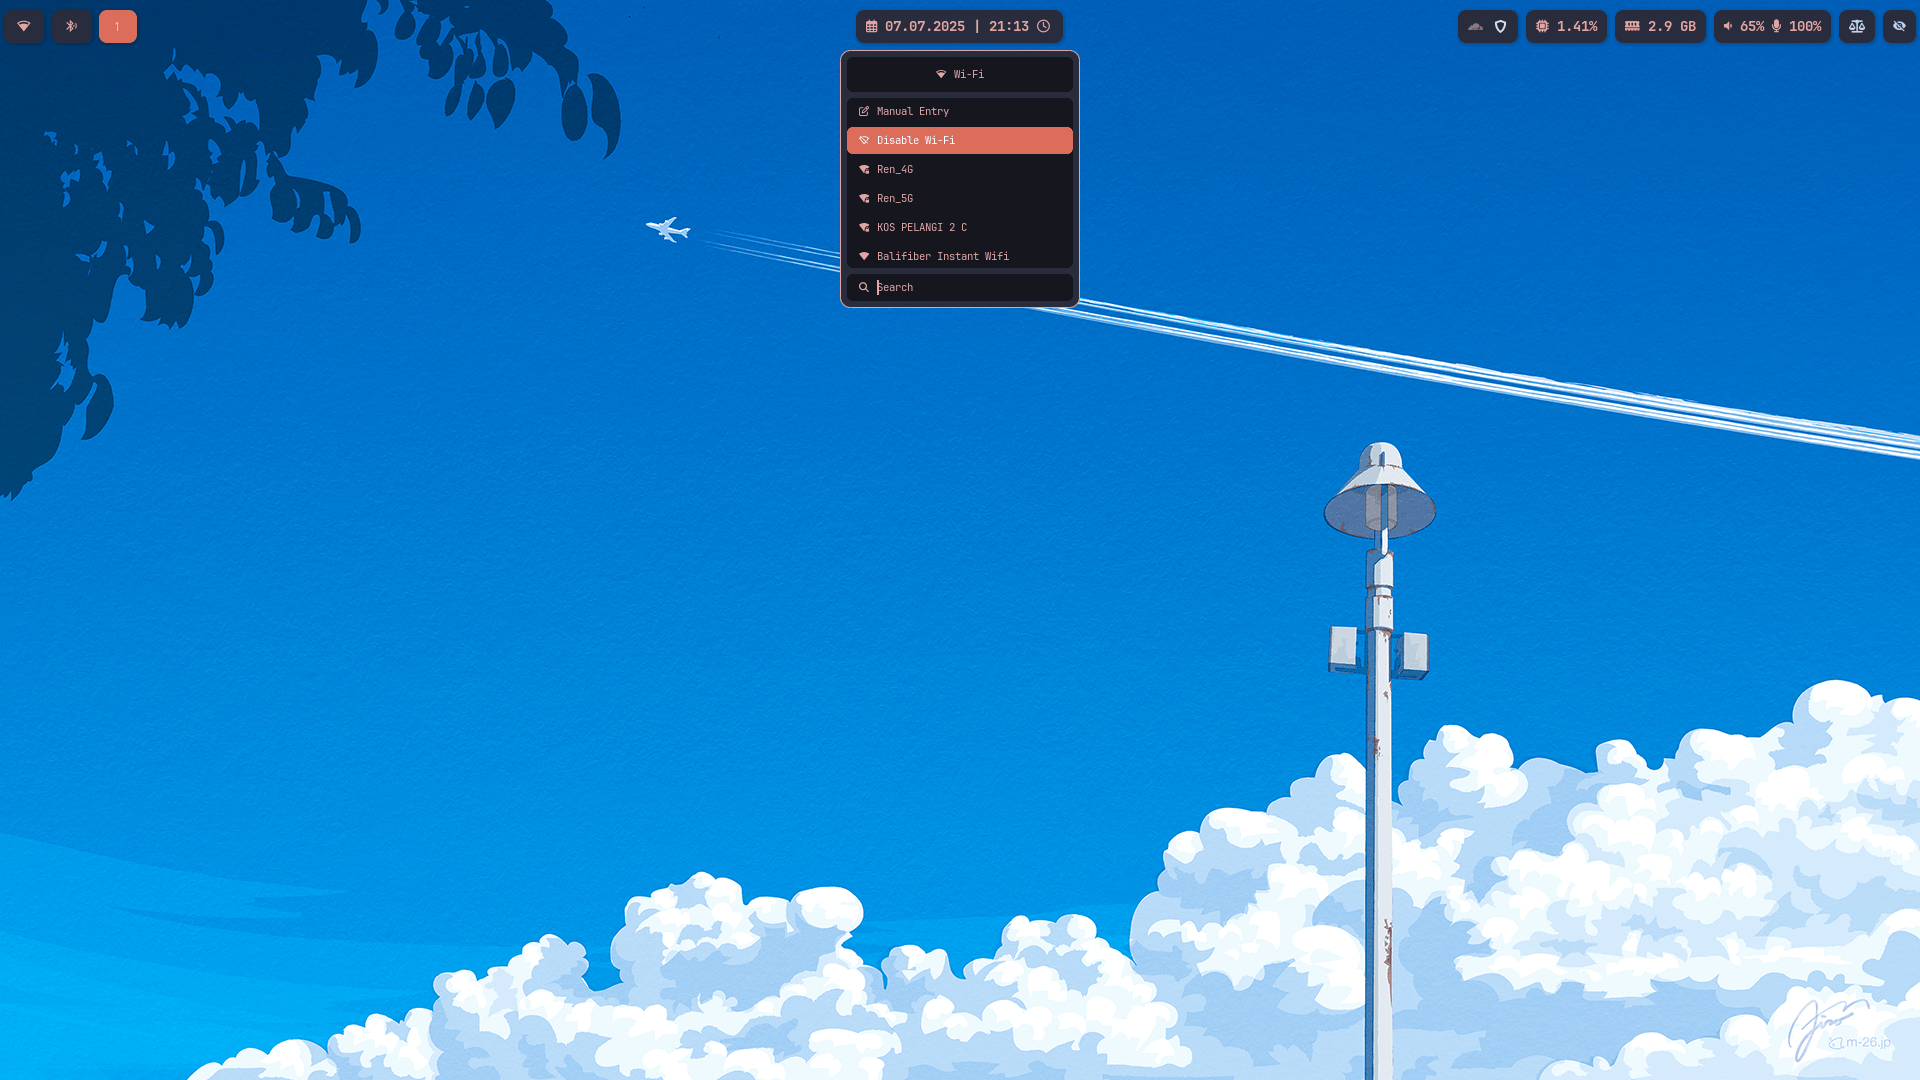 1
07.07.2025 | 21:13
1.41%
2.9 GB
65% 100%
Wi-Fi
Manual Entry
Disable Wi-Fi
Ren_4G
Ren_5G
KOS PELANGI 2 C
Balifiber Instant Wifi
Search
m-26.jp